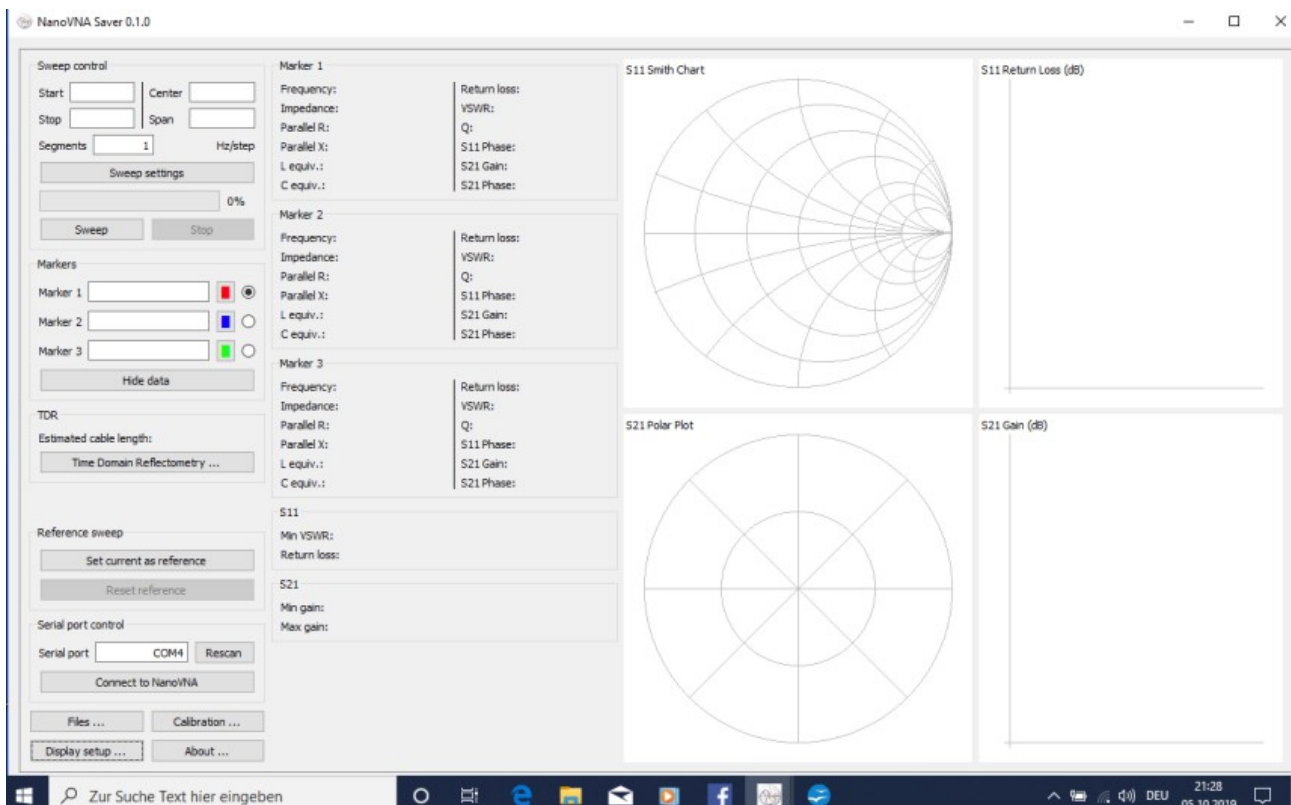 NanoVNA Saver 0.1.0
Sweep control
Start
Center
Stop
Span
Segments 1 Hz/step
Sweep settings
0%
Sweep
Stop
Markers
Marker 1
Marker 2
Marker 3
Hide data
TDR
Estimated cable length:
Time Domain Reflectometry ...
Reference sweep
Set current as reference
Reset reference
Serial port control
Serial port COM4 Rescan
Connect to NanoVNA
Files ...
Calibration ...
Display setup ...
About ...
Marker 1
Frequency:
Impedance:
Parallel R:
Parallel X:
L equiv.:
C equiv.:
Return loss:
VSWR:
Q:
S11 Phase:
S21 Gain:
S21 Phase:
Marker 2
Frequency:
Impedance:
Parallel R:
Parallel X:
L equiv.:
C equiv.:
Return loss:
VSWR:
Q:
S11 Phase:
S21 Gain:
S21 Phase:
Marker 3
Frequency:
Impedance:
Parallel R:
Parallel X:
L equiv.:
C equiv.:
Return loss:
VSWR:
Q:
S11 Phase:
S21 Gain:
S21 Phase:
S11
Min VSWR:
Return loss:
S21
Min gain:
Max gain:
S11 Smith Chart
S11 Return Loss (dB)
S21 Polar Plot
S21 Gain (dB)
Zur Suche Text hier eingeben
DEU
21:28
05.10.2019